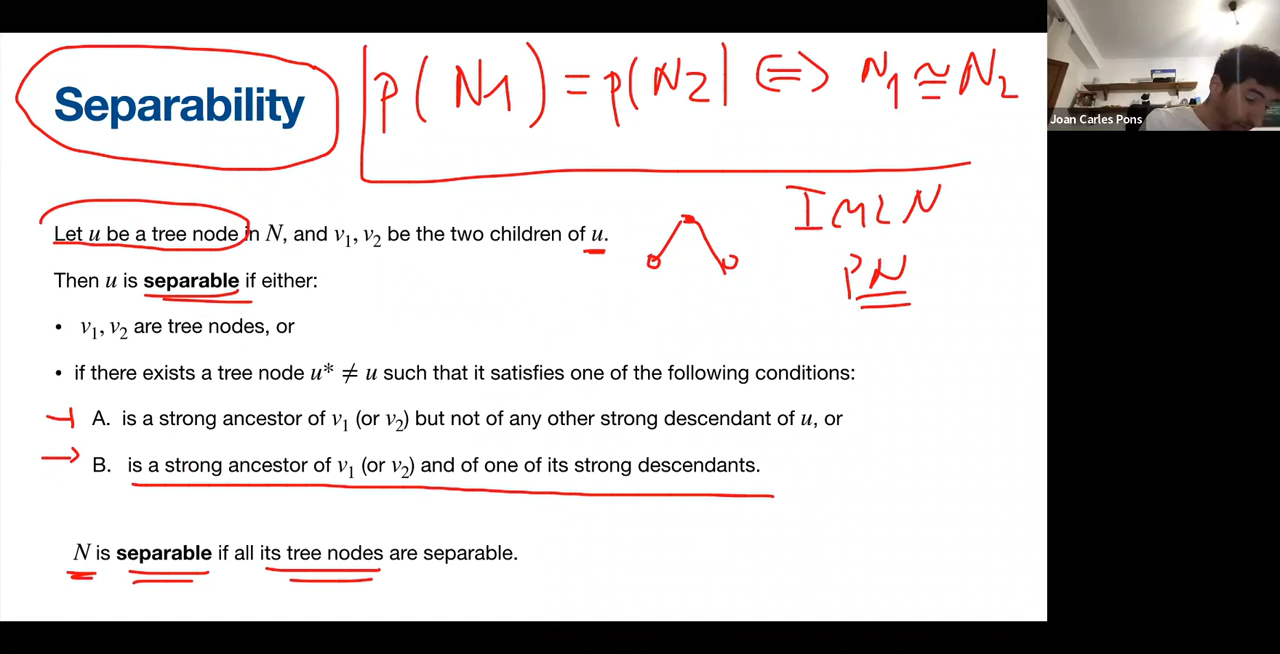 Separability
p(N1) = p(N2) ⟺ N1 ≅ N2
IMLN
PN
Joan Carles Pons
Let u be a tree node in N, and v₁, v₂ be the two children of u.
Then u is separable if either:
• v₁, v₂ are tree nodes, or
• if there exists a tree node u* ≠ u such that it satisfies one of the following conditions:
A. is a strong ancestor of v₁ (or v₂) but not of any other strong descendant of u, or
B. is a strong ancestor of v₁ (or v₂) and of one of its strong descendants.
N is separable if all its tree nodes are separable.